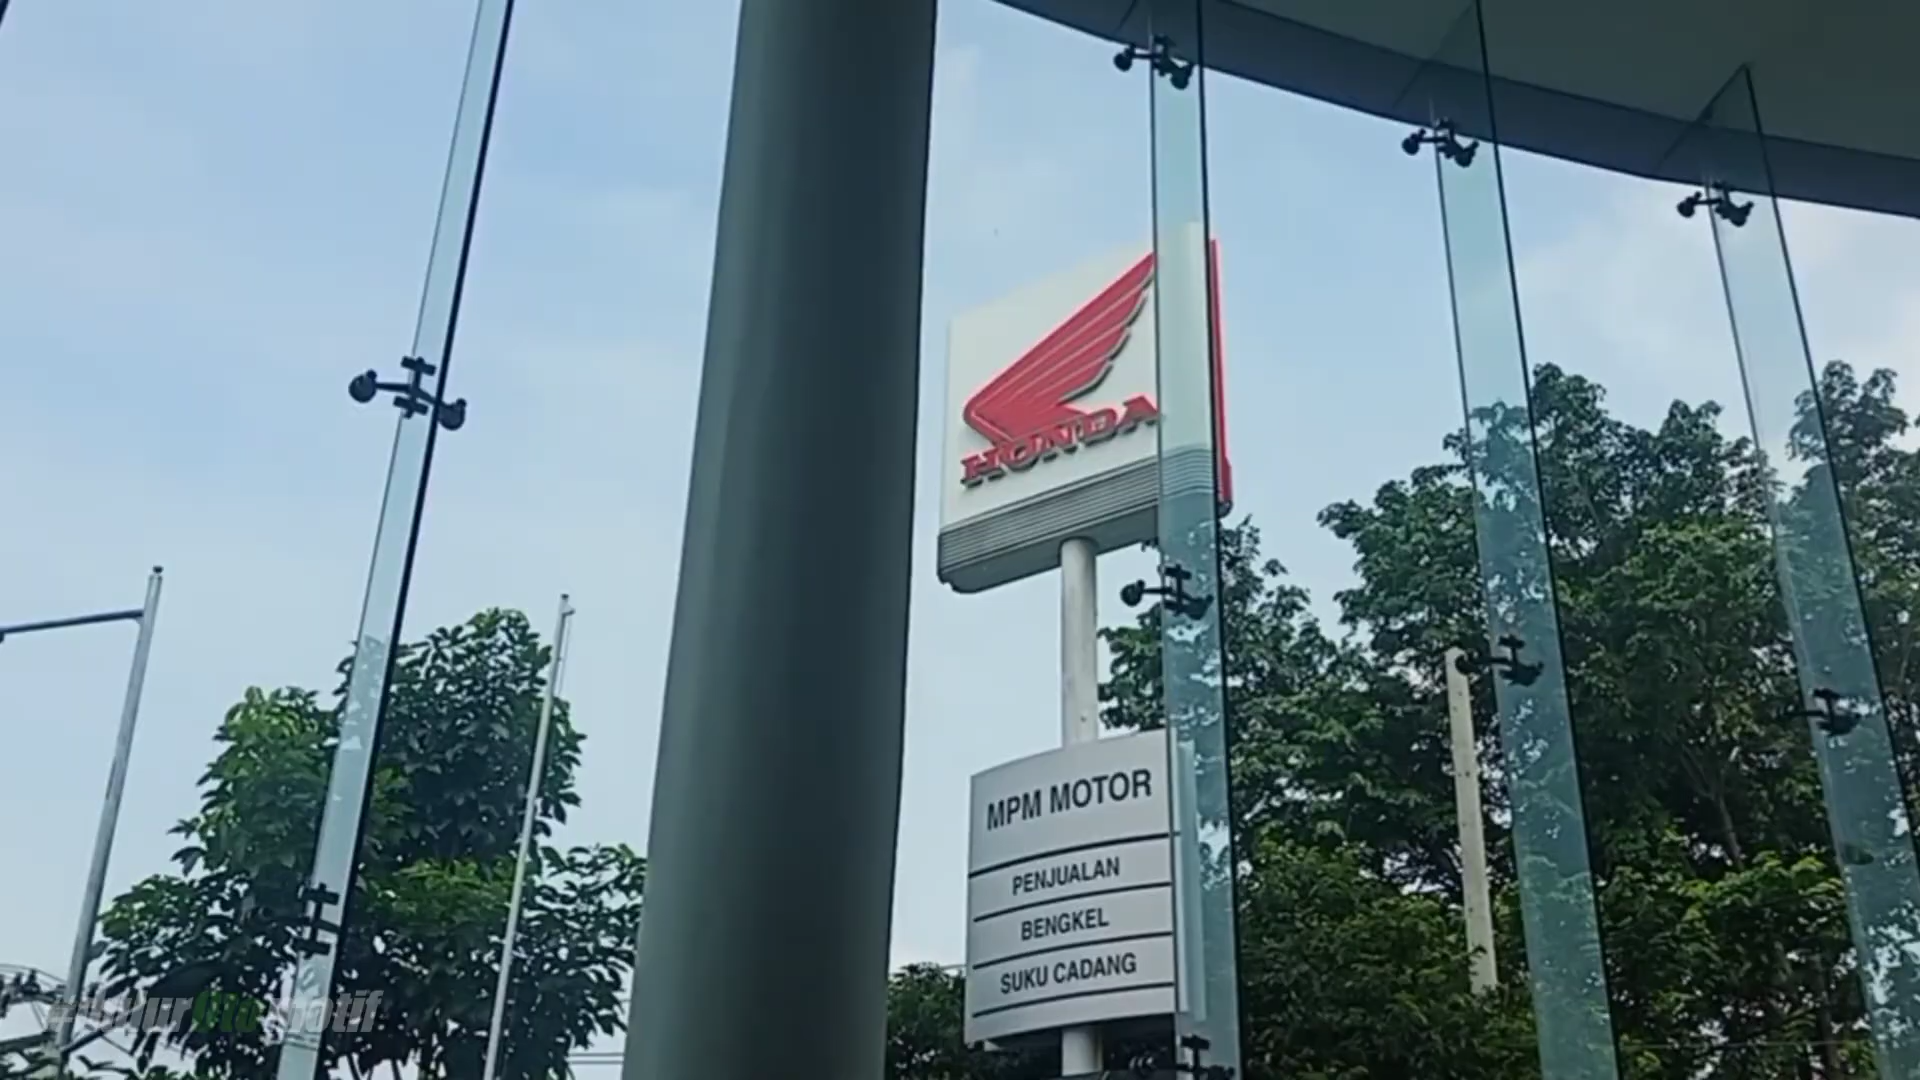 HONDA
MPM MOTOR
PENJUALAN
BENGKEL
SUKU CADANG